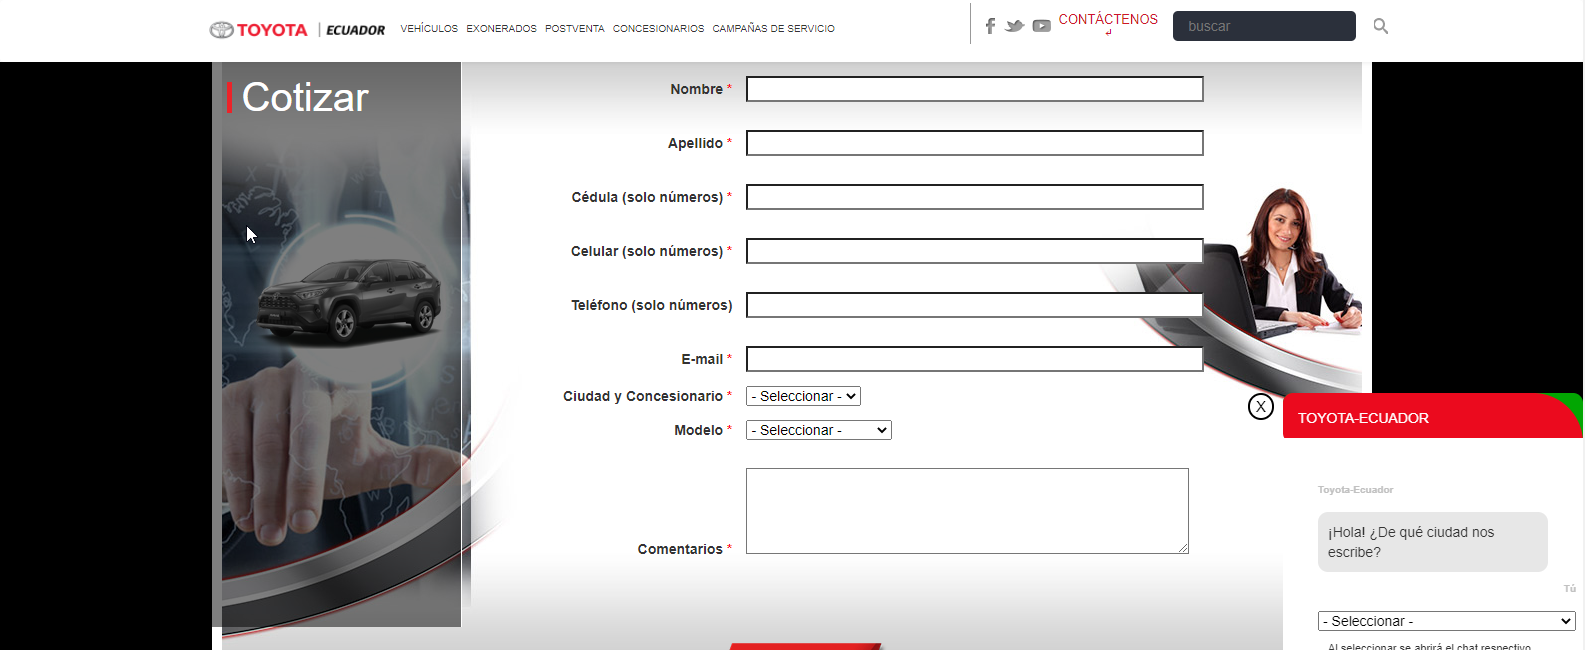 TOYOTA | ECUADOR
VEHÍCULOS EXONERADOS POSTVENTA CONCESIONARIOS CAMPAÑAS DE SERVICIO
CONTÁCTENOS
buscar
Cotizar
Nombre *
Apellido *
Cédula (solo números) *
Celular (solo números) *
Teléfono (solo números)
E-mail *
Ciudad y Concesionario * - Seleccionar -
Modelo * - Seleccionar -
Comentarios *
X
TOYOTA-ECUADOR
Toyota-Ecuador
¡Hola! ¿De qué ciudad nos
escribe?
Tú
- Seleccionar -
Al seleccionar se abrirá el chat respectivo